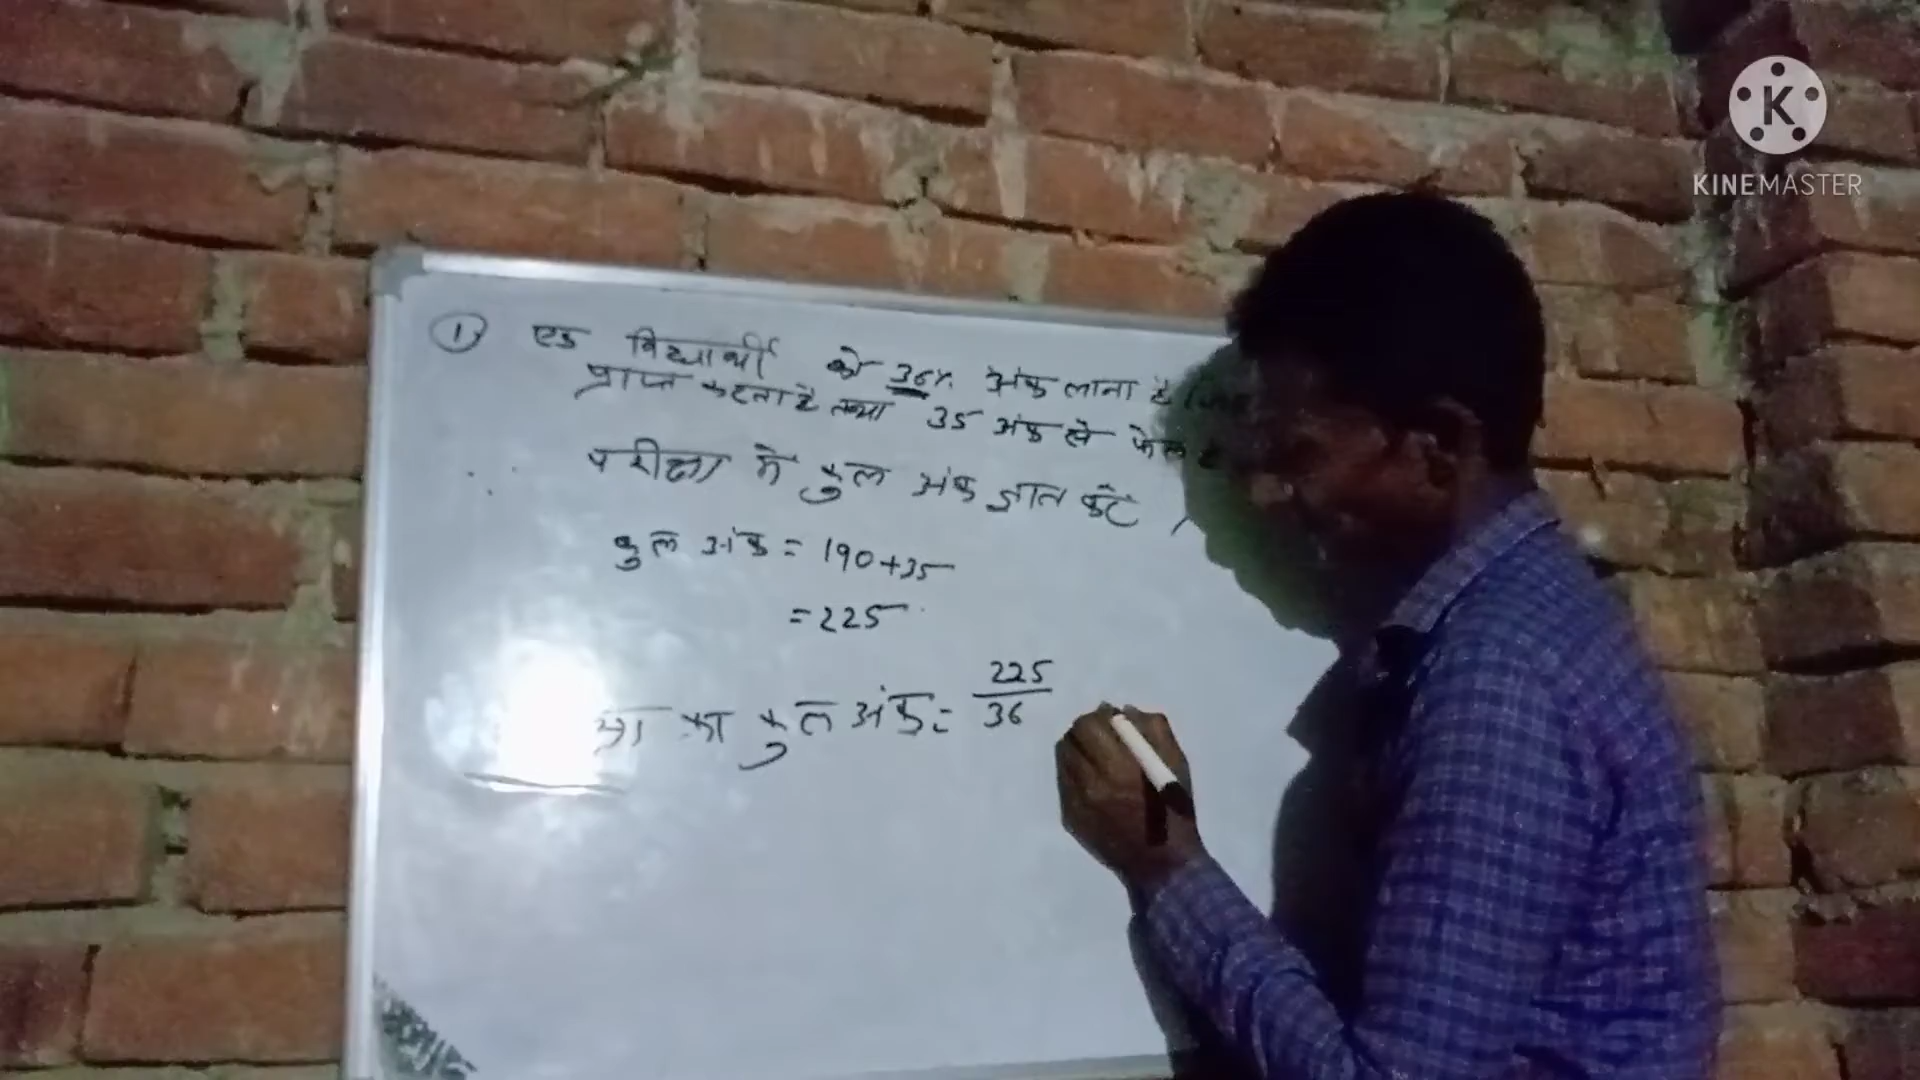 ① एक विद्यार्थी को 36% अंक लाना है
प्राप्त करता है तथा 35 अंक से फेल
परीक्षा में कुल अंक ज्ञात करें
कुल अंक = 190+35
= 225
का कुल अंक = 225/36
K
KINEMASTER